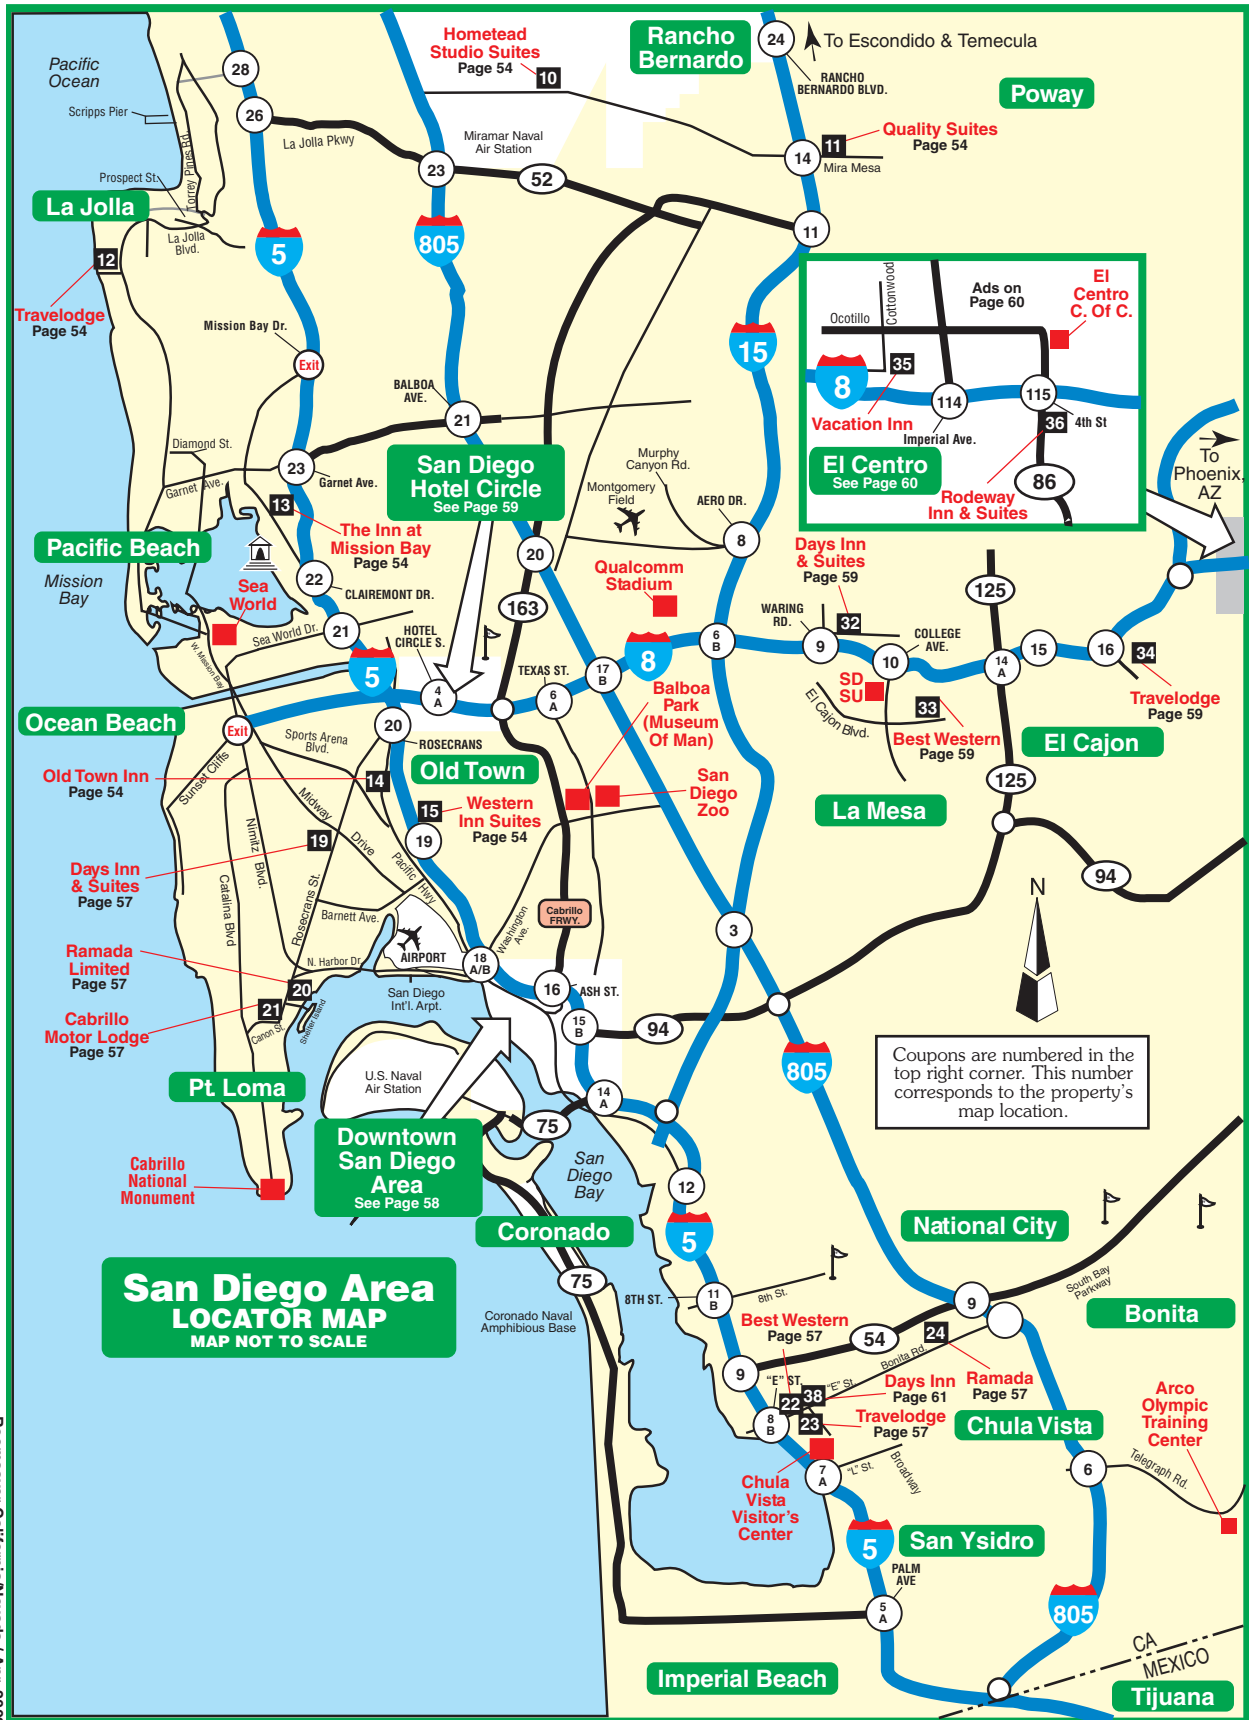 Pacific
Ocean
Scripps Pier
Prospect St.
Torrey Pines Rd.
La Jolla
La Jolla
Blvd.
12
Travelodge
Page 54
28
26
La Jolla Pkwy
5
Mission Bay Dr.
Exit
Hometead
Studio Suites
Page 54
10
Miramar Naval
Air Station
23
52
805
Rancho
Bernardo
24
To Escondido & Temecula
RANCHO
BERNARDO BLVD.
Poway
Quality Suites
Page 54
11
14
Mira Mesa
11
15
Ads on
Page 60
El
Centro
C. Of C.
Ocotillo
Cottonwood
8
35
Vacation Inn
114
115
Imperial Ave.
4th St
36
El Centro
See Page 60
86
Rodeway
Inn & Suites
To
Phoenix,
AZ
BALBOA
AVE.
21
Diamond St.
23
Garnet Ave.
Garnet Ave.
13
The Inn at
Mission Bay
Page 54
San Diego
Hotel Circle
See Page 59
Murphy
Canyon Rd.
Montgomery
Field
AERO DR.
8
Pacific Beach
Mission
Bay
Sea
World
22
CLAIREMONT DR.
21
Sea World Dr.
W. Mission Bay
HOTEL
CIRCLE S.
20
163
Qualcomm
Stadium
Days Inn
& Suites
Page 59
WARING
RD.
32
125
5
4
A
TEXAS ST.
6
A
17
B
8
6
B
9
COLLEGE
AVE.
10
14
A
15
16
34
Travelodge
Page 59
SD
SU
33
El Cajon Blvd.
Best Western
Page 59
El Cajon
125
La Mesa
94
Ocean Beach
Exit
Sports Arena
Blvd.
20
ROSECRANS
Old Town
Balboa
Park
(Museum
Of Man)
San
Diego
Zoo
Old Town Inn
Page 54
Sunset Cliffs
14
15
Western
Inn Suites
Page 54
19
Midway
Drive
Pacific
Hwy
Nimitz
Blvd.
19
Days Inn
& Suites
Page 57
Catalina Blvd
Rosecrans St.
Barnett Ave.
Washington
Ave.
Cabrillo
FRWY.
3
N
Ramada
Limited
Page 57
N. Harbor Dr.
AIRPORT
18
A/B
San Diego
Int'l. Arpt.
16
ASH ST.
15
B
94
20
21
Canon St.
Shelter Island
Cabrillo
Motor Lodge
Page 57
805
Coupons are numbered in the
top right corner. This number
corresponds to the property's
map location.
Pt. Loma
U.S. Naval
Air Station
14
A
75
Downtown
San Diego
Area
See Page 58
San
Diego
Bay
12
Cabrillo
National
Monument
Coronado
5
National City
San Diego Area
LOCATOR MAP
MAP NOT TO SCALE
75
Coronado Naval
Amphibious Base
8TH ST.
11
B
8th St.
9
South Bay
Parkway
Bonita
Best Western
Page 57
54
24
Bonita Rd.
9
"E" ST.
"E" St.
22
38
Days Inn
Page 61
Ramada
Page 57
Arco
Olympic
Training
Center
8
B
23
Travelodge
Page 57
Chula Vista
7
A
"L" St.
Broadway
6
Telegraph Rd.
Chula
Vista
Visitor's
Center
5
San Ysidro
PALM
AVE
5
A
805
CA
MEXICO
Imperial Beach
Tijuana